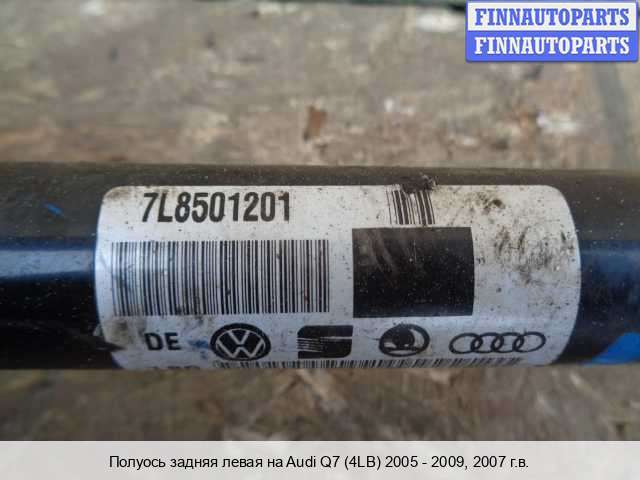 FINNAUTOPARTS
FINNAUTOPARTS
7L8501201
DE
Полуось задняя левая на Audi Q7 (4LB) 2005 - 2009, 2007 г.в.